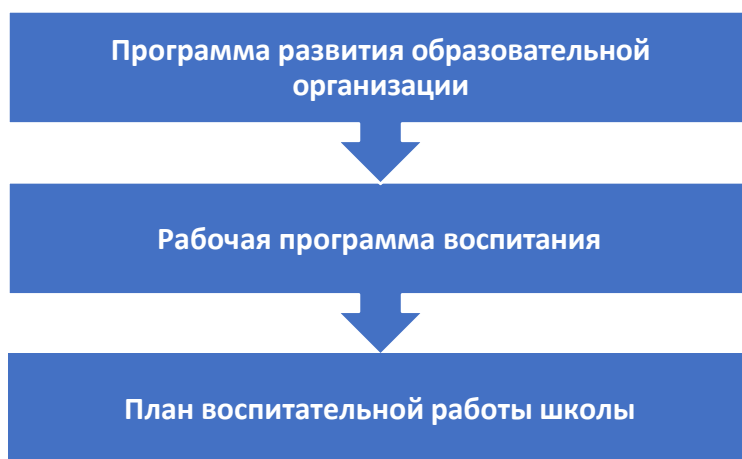 Программа развития образовательной
организации
Рабочая программа воспитания
План воспитательной работы школы